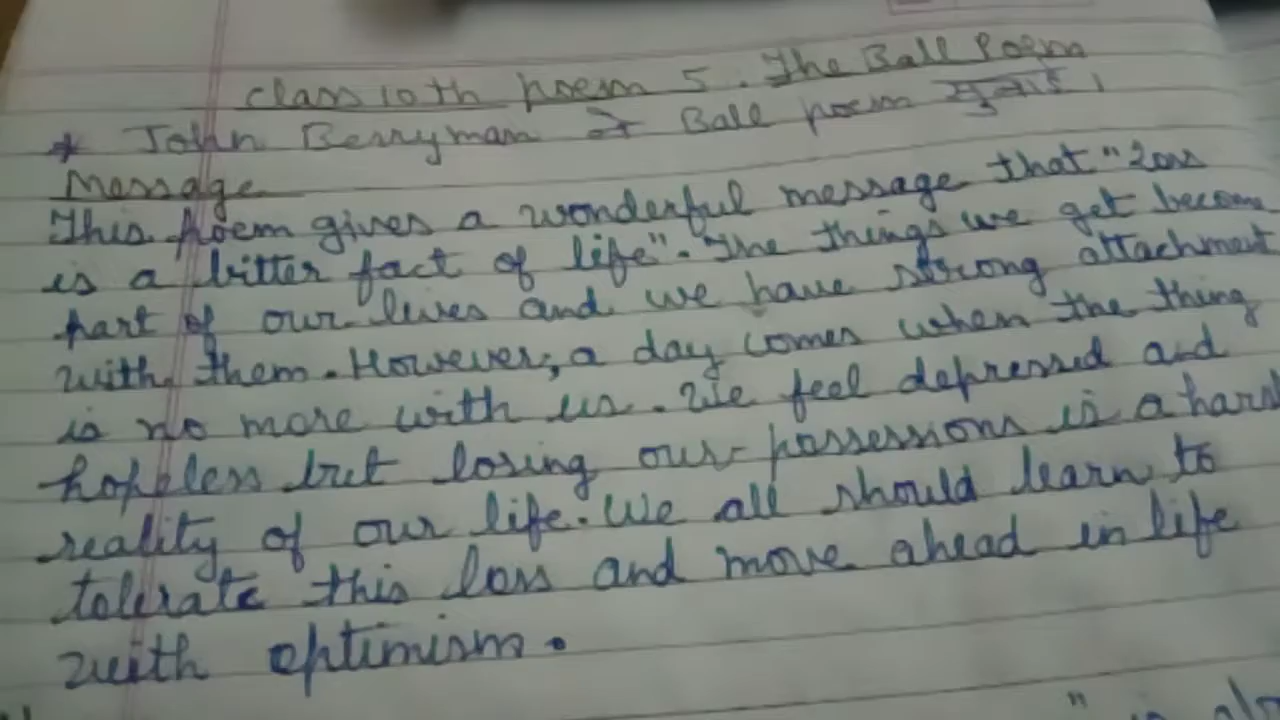 class 10th poem 5. The Ball Poem
* John Berryman ने Ball poem सुनाई।
Message
This poem gives a wonderful message that "Loss
is a bitter fact of life". The things we get become
part of our lives and we have strong attachment
with them. However, a day comes when the thing
is no more with us. We feel depressed and
hopeless but losing our possessions is a harsh
reality of our life. We all should learn to
tolerate this loss and move ahead in life
with optimism.